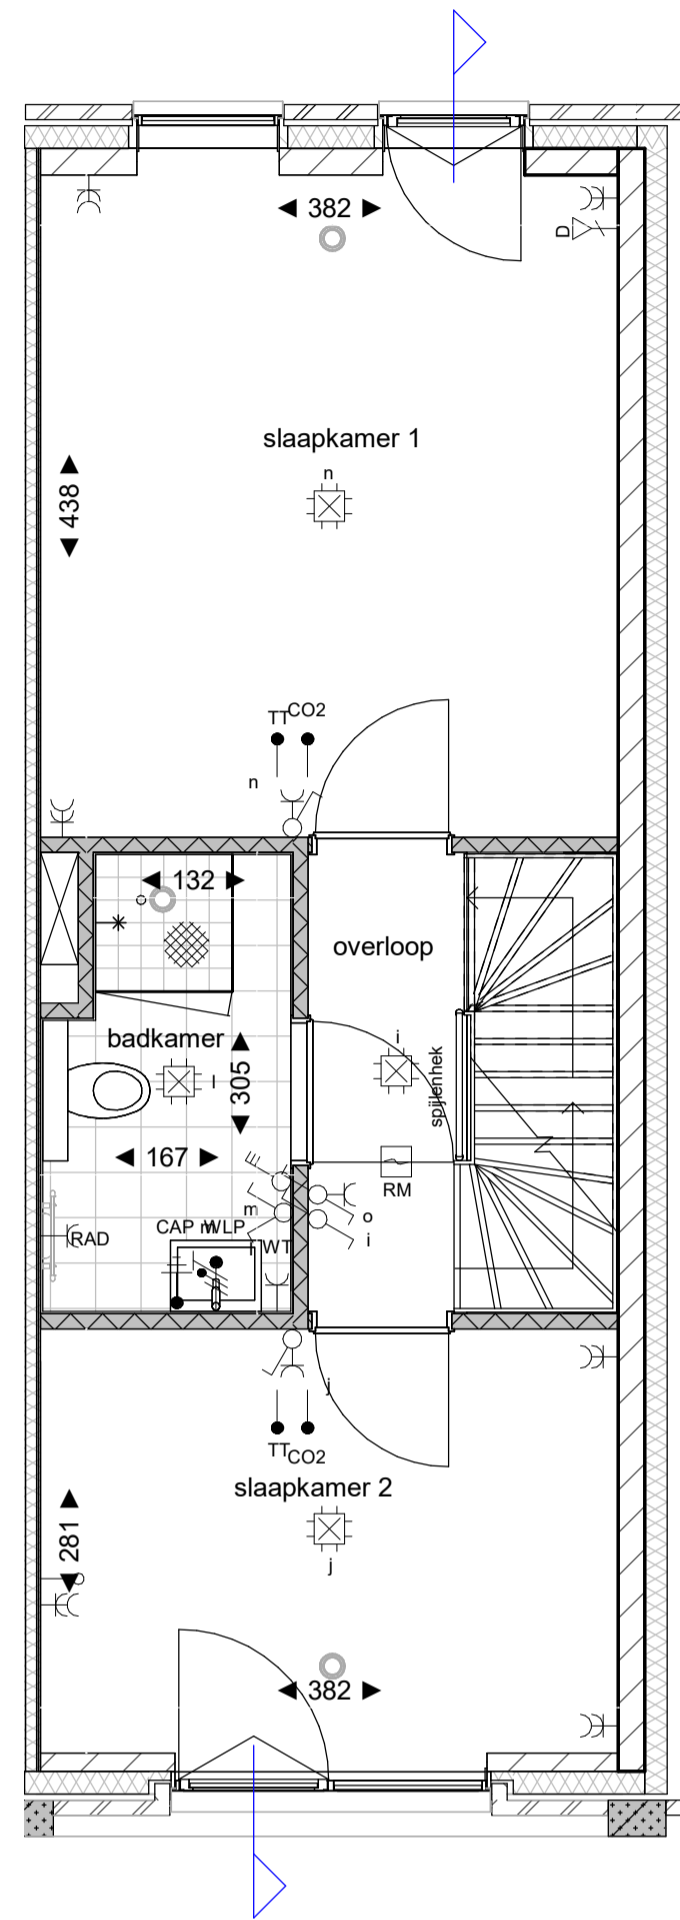 382
D
slaapkamer 1
n
438
TT CO2
n
132
overloop
badkamer
i
l
305
spijlenhek
167
RM
m
o
i
CAP WLP
RAD
WT
j
TT CO2
slaapkamer 2
281
j
382